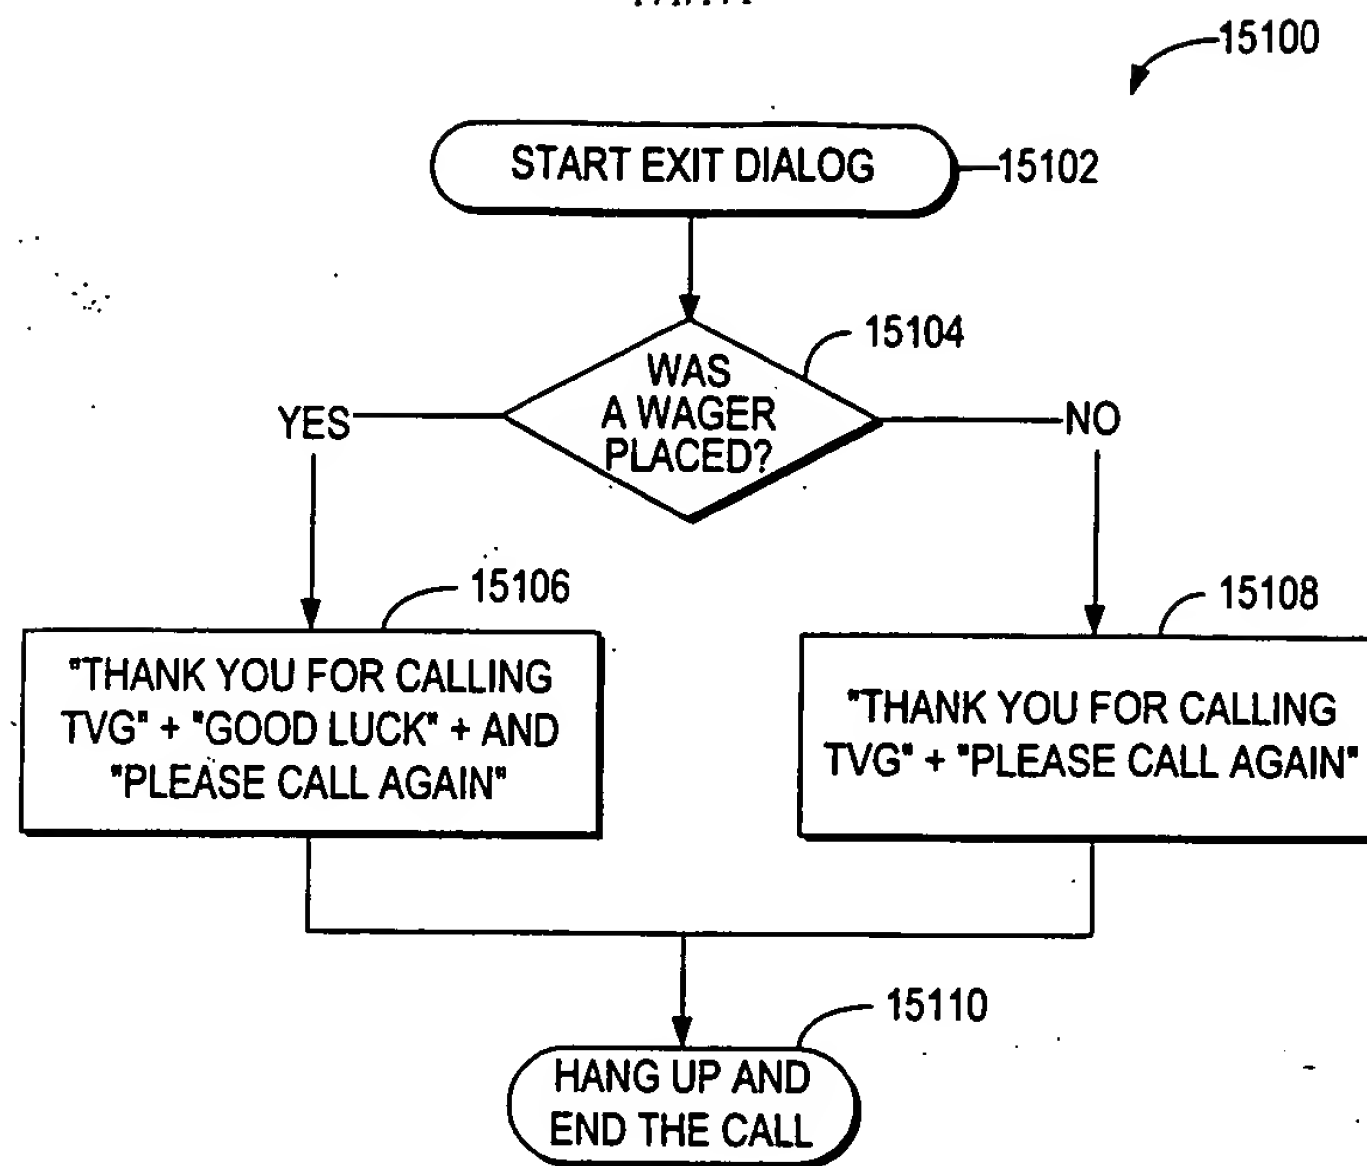 15100
START EXIT DIALOG
15102
15104
WAS
A WAGER
PLACED?
YES
NO
15106
15108
"THANK YOU FOR CALLING
TVG" + "GOOD LUCK" + AND
"PLEASE CALL AGAIN"
"THANK YOU FOR CALLING
TVG" + "PLEASE CALL AGAIN"
15110
HANG UP AND
END THE CALL